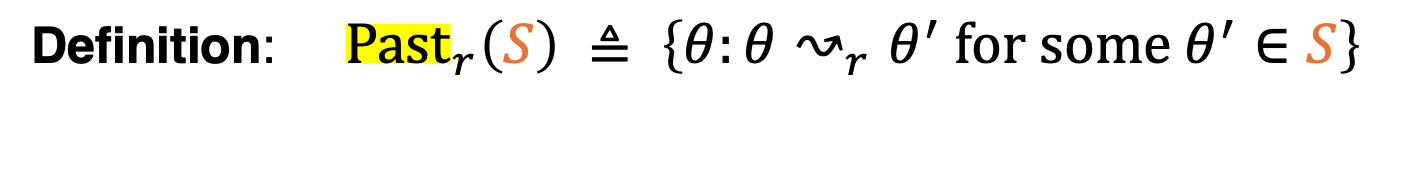 Definition: Past_r(S) ≜ {θ: θ ⇝_r θ′ for some θ′ ∈ S}